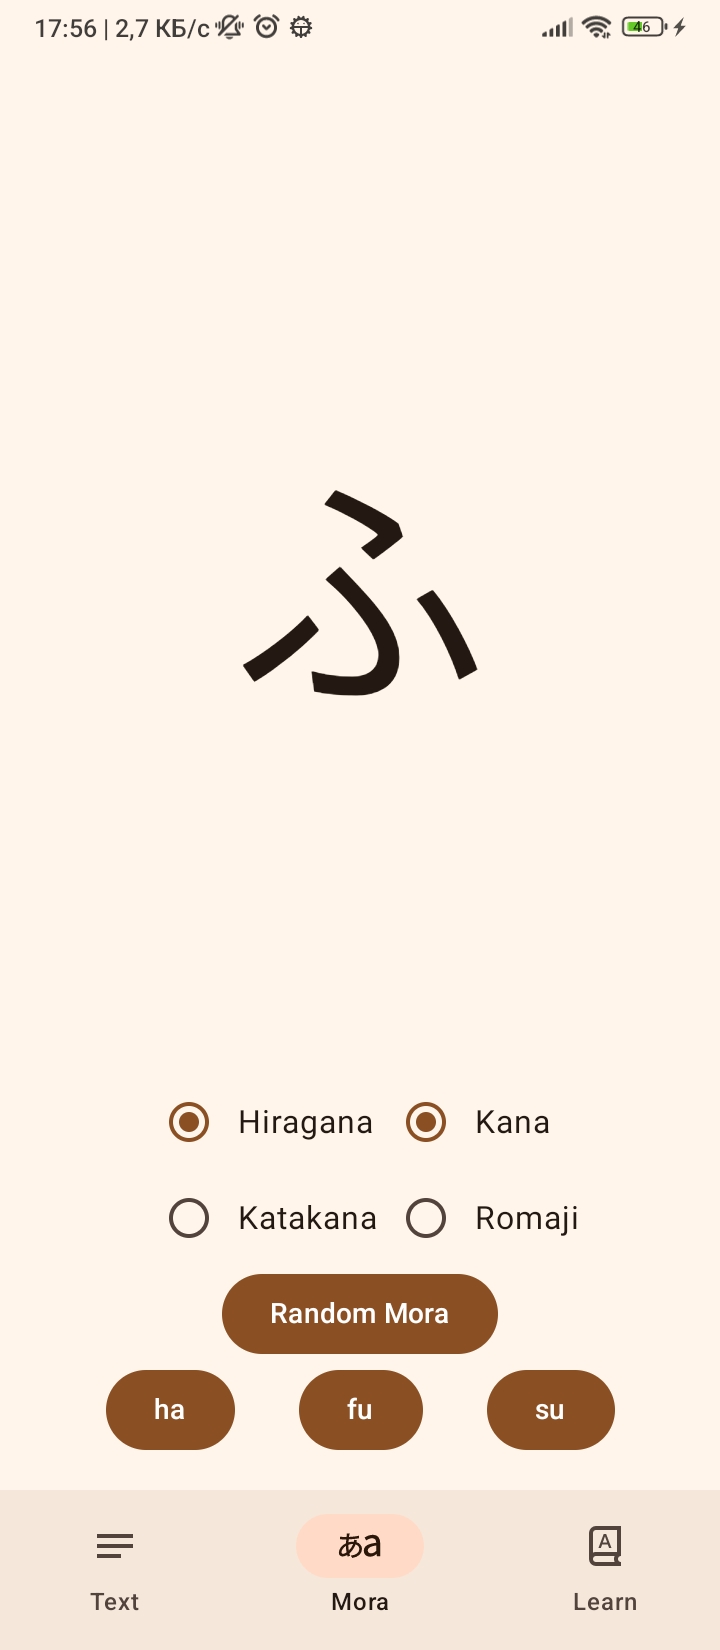 17:56 | 2,7 КБ/с 46
ふ
Hiragana Kana
Katakana Romaji
Random Mora
ha fu su
あa A
Text Mora Learn